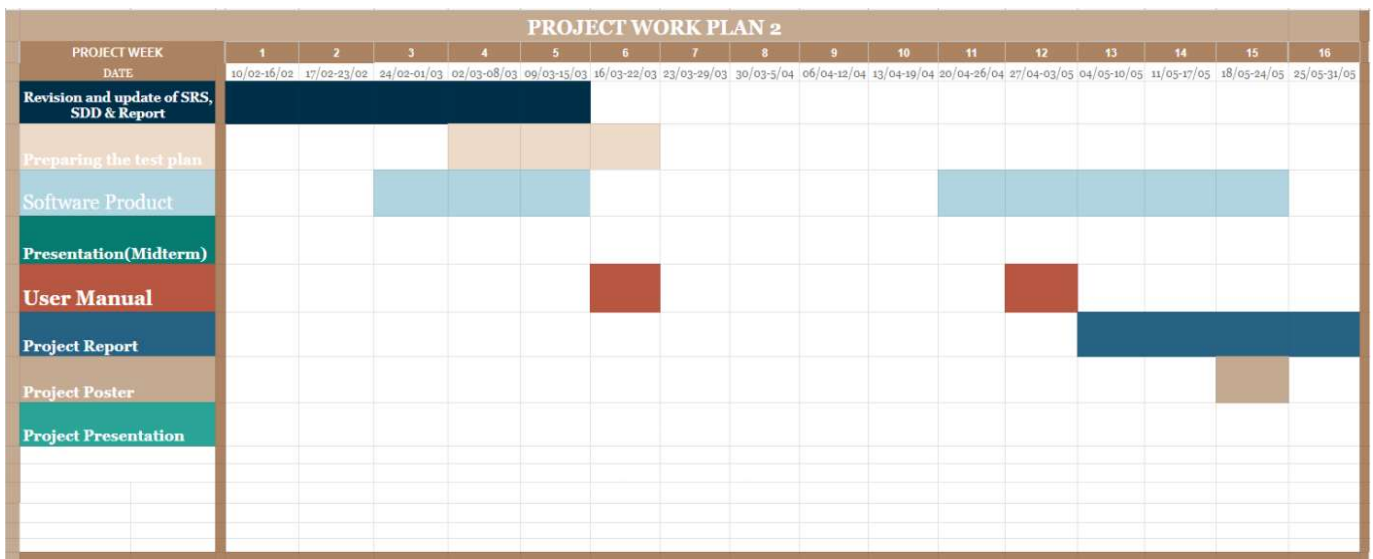 PROJECT WORK PLAN 2
PROJECT WEEK 1 2 3 4 5 6 7 8 9 10 11 12 13 14 15 16
DATE 10/02-16/02 17/02-23/02 24/02-01/03 02/03-08/03 09/03-15/03 16/03-22/03 23/03-29/03 30/03-5/04 06/04-12/04 13/04-19/04 20/04-26/04 27/04-03/05 04/05-10/05 11/05-17/05 18/05-24/05 25/05-31/05
Revision and update of SRS,
SDD & Report
Preparing the test plan
Software Product
Presentation(Midterm)
User Manual
Project Report
Project Poster
Project Presentation